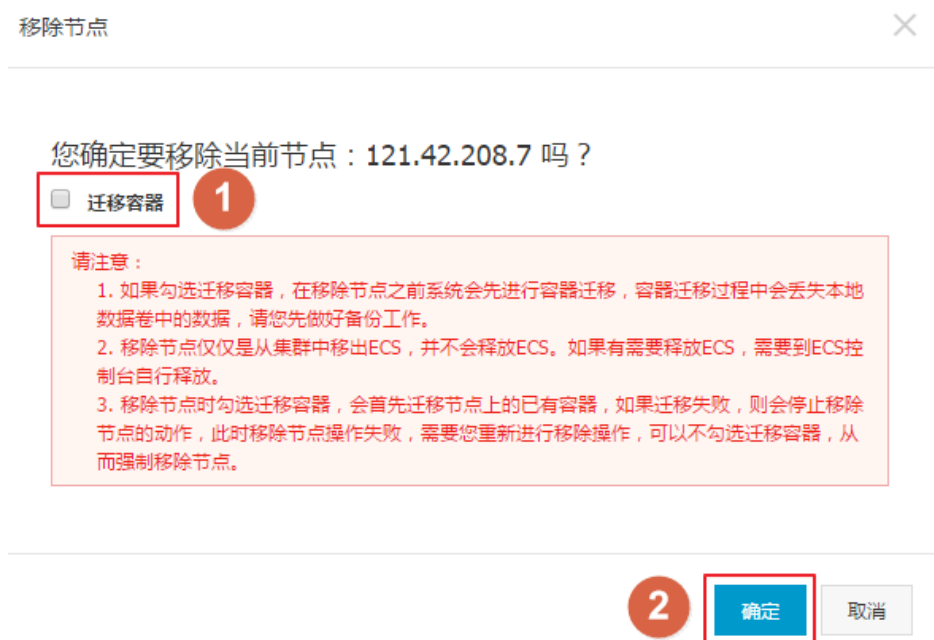 移除节点
您确定要移除当前节点：121.42.208.7 吗？
迁移容器
1
请注意：
1. 如果勾选迁移容器，在移除节点之前系统会先进行容器迁移，容器迁移过程中会丢失本地
数据卷中的数据，请您先做好备份工作。
2. 移除节点仅仅是从集群中移出ECS，并不会释放ECS。如果有需要释放ECS，需要到ECS控
制台自行释放。
3. 移除节点时勾选迁移容器，会首先迁移节点上的已有容器，如果迁移失败，则会停止移除
节点的动作，此时移除节点操作失败，需要您重新进行移除操作，可以不勾选迁移容器，从
而强制移除节点。
2
确定
取消